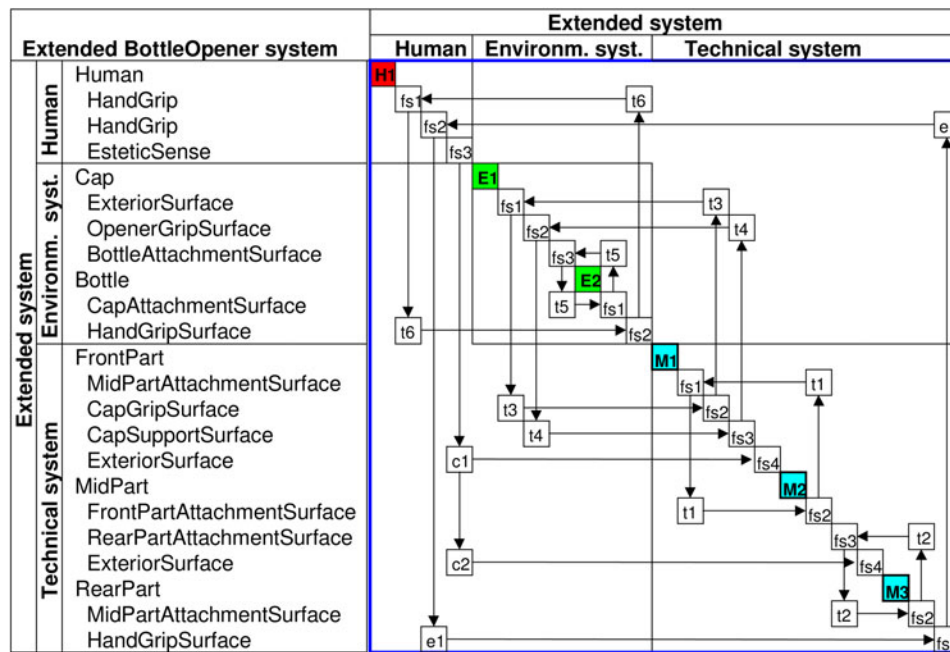 Extended system
Extended BottleOpener system Human Environm. syst. Technical system
Extended system
Human
Environm. syst.
Technical system
Human H1
HandGrip fs1 t6
HandGrip fs2 e
EsteticSense fs3
Cap E1
ExteriorSurface fs1 t3
OpenerGripSurface fs2 t4
BottleAttachmentSurface fs3 t5
Bottle E2
CapAttachmentSurface t5 fs1
HandGripSurface t6 fs2
FrontPart M1
MidPartAttachmentSurface fs1 t1
CapGripSurface t3 fs2
CapSupportSurface t4 fs3
ExteriorSurface c1 fs4
MidPart M2
FrontPartAttachmentSurface t1 fs2
RearPartAttachmentSurface fs3 t2
ExteriorSurface c2 fs4
RearPart M3
MidPartAttachmentSurface t2 fs2
HandGripSurface e1 fs